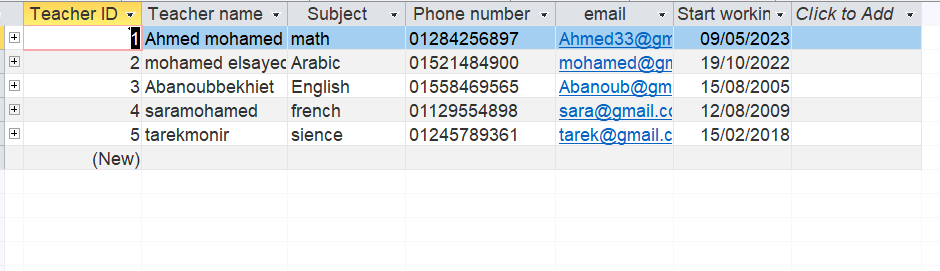 Teacher ID Teacher name Subject Phone number email Start workin Click to Add
1 Ahmed mohamed math 01284256897 Ahmed33@gm 09/05/2023
2 mohamed elsayed Arabic 01521484900 mohamed@gm 19/10/2022
3 Abanoubbekhiet English 01558469565 Abanoub@gm 15/08/2005
4 saramohamed french 01129554898 sara@gmail.co 12/08/2009
5 tarekmonir sience 01245789361 tarek@gmail.c 15/02/2018
(New)